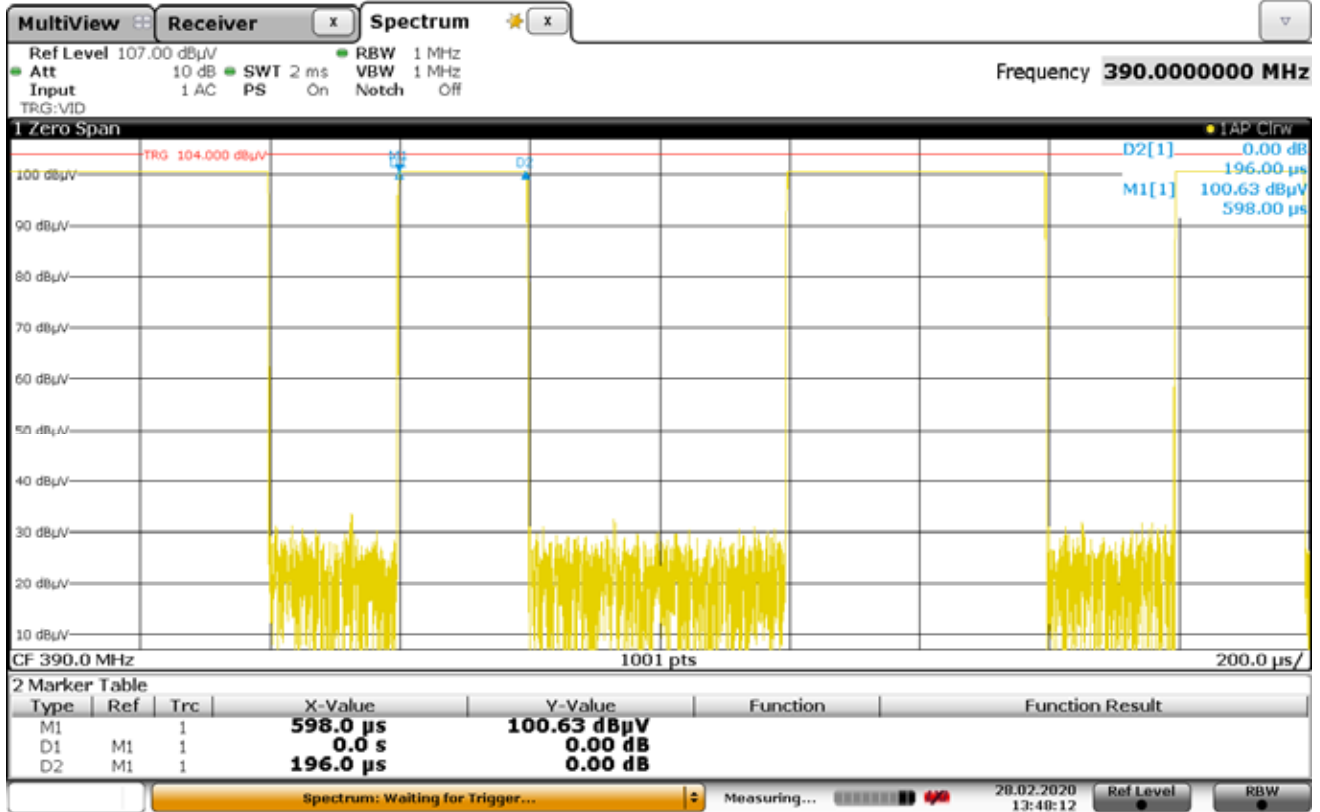 MultiView Receiver X Spectrum X
Ref Level 107.00 dBµV RBW 1 MHz
Att 10 dB SWT 2 ms VBW 1 MHz Frequency 390.0000000 MHz
Input 1 AC PS On Notch Off
TRG:VID
1 Zero Span 1AP Clrw
TRG 104.000 dBµV M1 D2 D2[1] 0.00 dB
196.00 µs
100 dBµV
M1[1] 100.63 dBµV
598.00 µs
90 dBµV
80 dBµV
70 dBµV
60 dBµV
50 dBµV
40 dBµV
30 dBµV
20 dBµV
10 dBµV
CF 390.0 MHz 1001 pts 200.0 µs/
2 Marker Table
Type Ref Trc X-Value Y-Value Function Function Result
M1 1 598.0 µs 100.63 dBµV
D1 M1 1 0.0 s 0.00 dB
D2 M1 1 196.0 µs 0.00 dB
Spectrum: Waiting for Trigger... Measuring... 28.02.2020 Ref Level RBW
13:48:12